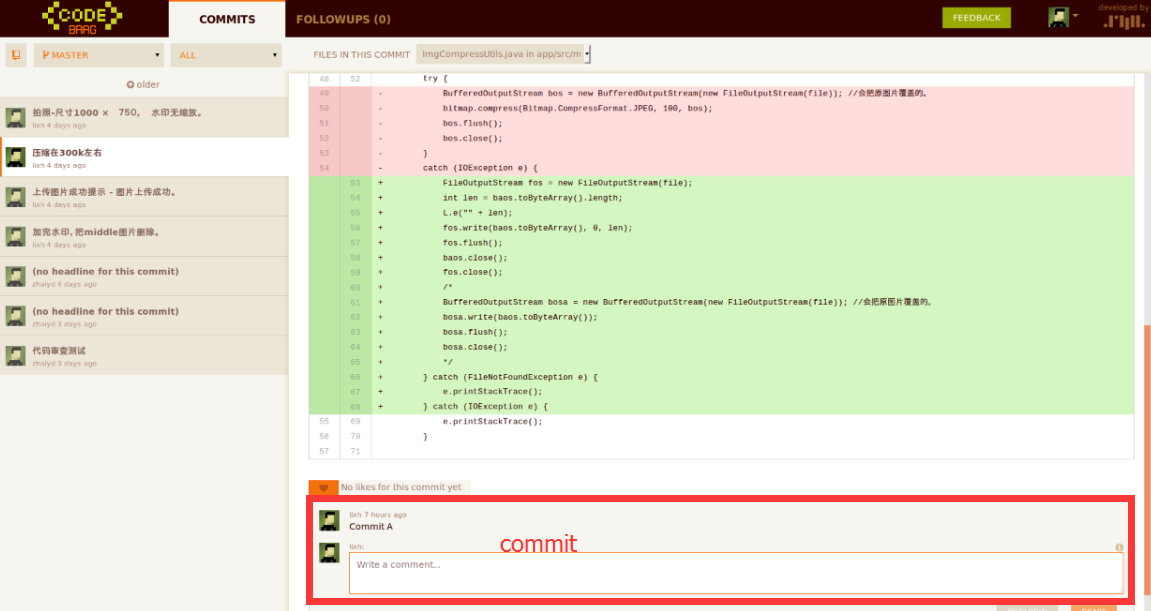 CODE
BRAG
COMMITS
FOLLOWUPS (0)
FEEDBACK
developed by
MASTER
ALL
FILES IN THIS COMMIT
ImgCompressUtils.java in app/src/m
older
拍照-尺寸1000 × 750， 水印无缩放。
lixh 4 days ago
压缩在300k左右
lixh 4 days ago
上传图片成功提示 - 图片上传成功。
lixh 4 days ago
加完水印，把middle图片删除。
lixh 4 days ago
(no headline for this commit)
zhaiyd 4 days ago
(no headline for this commit)
zhaiyd 3 days ago
代码审查测试
zhaiyd 3 days ago
48 52 try {
49 - BufferedOutputStream bos = new BufferedOutputStream(new FileOutputStream(file)); //会把原图片覆盖的。
50 - bitmap.compress(Bitmap.CompressFormat.JPEG, 100, bos);
51 - bos.flush();
52 - bos.close();
53 - }
54 - catch (IOException e) {
53 + FileOutputStream fos = new FileOutputStream(file);
54 + int len = baos.toByteArray().length;
55 + L.e("" + len);
56 + fos.write(baos.toByteArray(), 0, len);
57 + fos.flush();
58 + baos.close();
59 + fos.close();
60 + /*
61 + BufferedOutputStream bosa = new BufferedOutputStream(new FileOutputStream(file)); //会把原图片覆盖的。
62 + bosa.write(baos.toByteArray());
63 + bosa.flush();
64 + bosa.close();
65 + */
66 + } catch (FileNotFoundException e) {
67 + e.printStackTrace();
68 + } catch (IOException e) {
55 69 e.printStackTrace();
56 70 }
57 71
No likes for this commit yet
lixh 7 hours ago
Commit A
commit
lixh:
Write a comment...